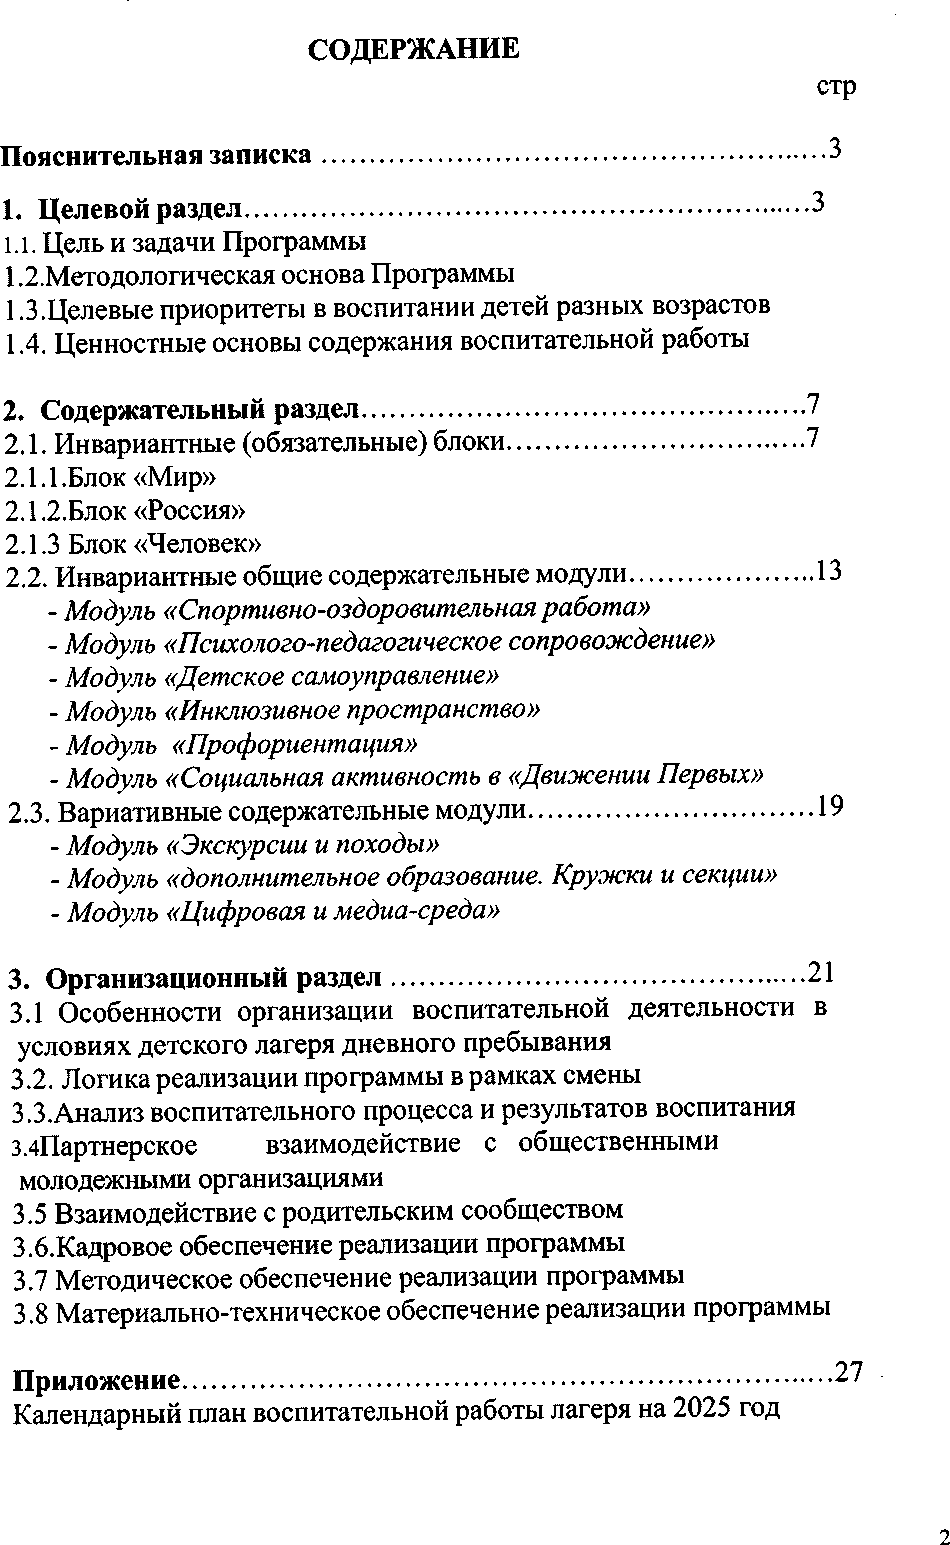 СОДЕРЖАНИЕ
стр
Пояснительная записка ......................................................3
1. Целевой раздел..............................................................3
1.1. Цель и задачи Программы
1.2.Методологическая основа Программы
1.3.Целевые приоритеты в воспитании детей разных возрастов
1.4. Ценностные основы содержания воспитательной работы
2. Содержательный раздел................................................7
2.1. Инвариантные (обязательные) блоки................................7
2.1.1.Блок «Мир»
2.1.2.Блок «Россия»
2.1.3 Блок «Человек»
2.2. Инвариантные общие содержательные модули....................13
- Модуль «Спортивно-оздоровительная работа»
- Модуль «Психолого-педагогическое сопровождение»
- Модуль «Детское самоуправление»
- Модуль «Инклюзивное пространство»
- Модуль «Профориентация»
- Модуль «Социальная активность в «Движении Первых»
2.3. Вариативные содержательные модули...............................19
- Модуль «Экскурсии и походы»
- Модуль «дополнительное образование. Кружки и секции»
- Модуль «Цифровая и медиа-среда»
3. Организационный раздел .............................................21
3.1 Особенности организации воспитательной деятельности в
условиях детского лагеря дневного пребывания
3.2. Логика реализации программы в рамках смены
3.3.Анализ воспитательного процесса и результатов воспитания
3.4Партнерское взаимодействие с общественными
молодежными организациями
3.5 Взаимодействие с родительским сообществом
3.6.Кадровое обеспечение реализации программы
3.7 Методическое обеспечение реализации программы
3.8 Материально-техническое обеспечение реализации программы
Приложение......................................................................27
Календарный план воспитательной работы лагеря на 2025 год
2